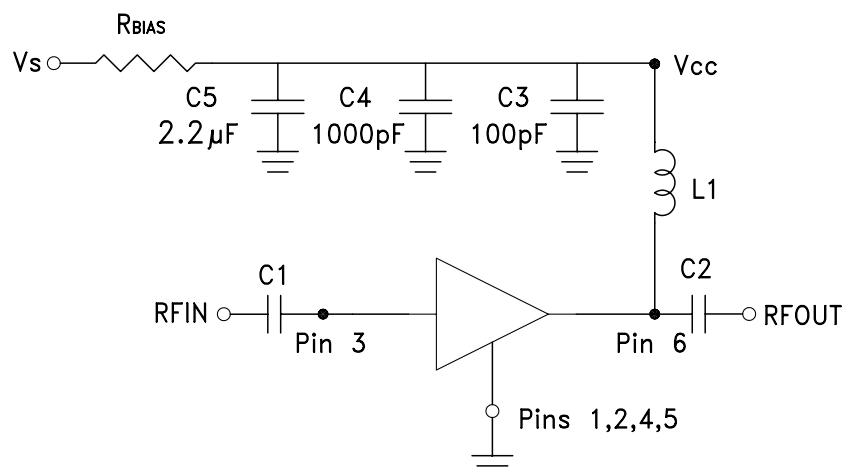 RBIAS
Vs
Vcc
C5
2.2µF
C4
1000pF
C3
100pF
L1
C1
C2
RFIN
RFOUT
Pin 3
Pin 6
Pins 1,2,4,5